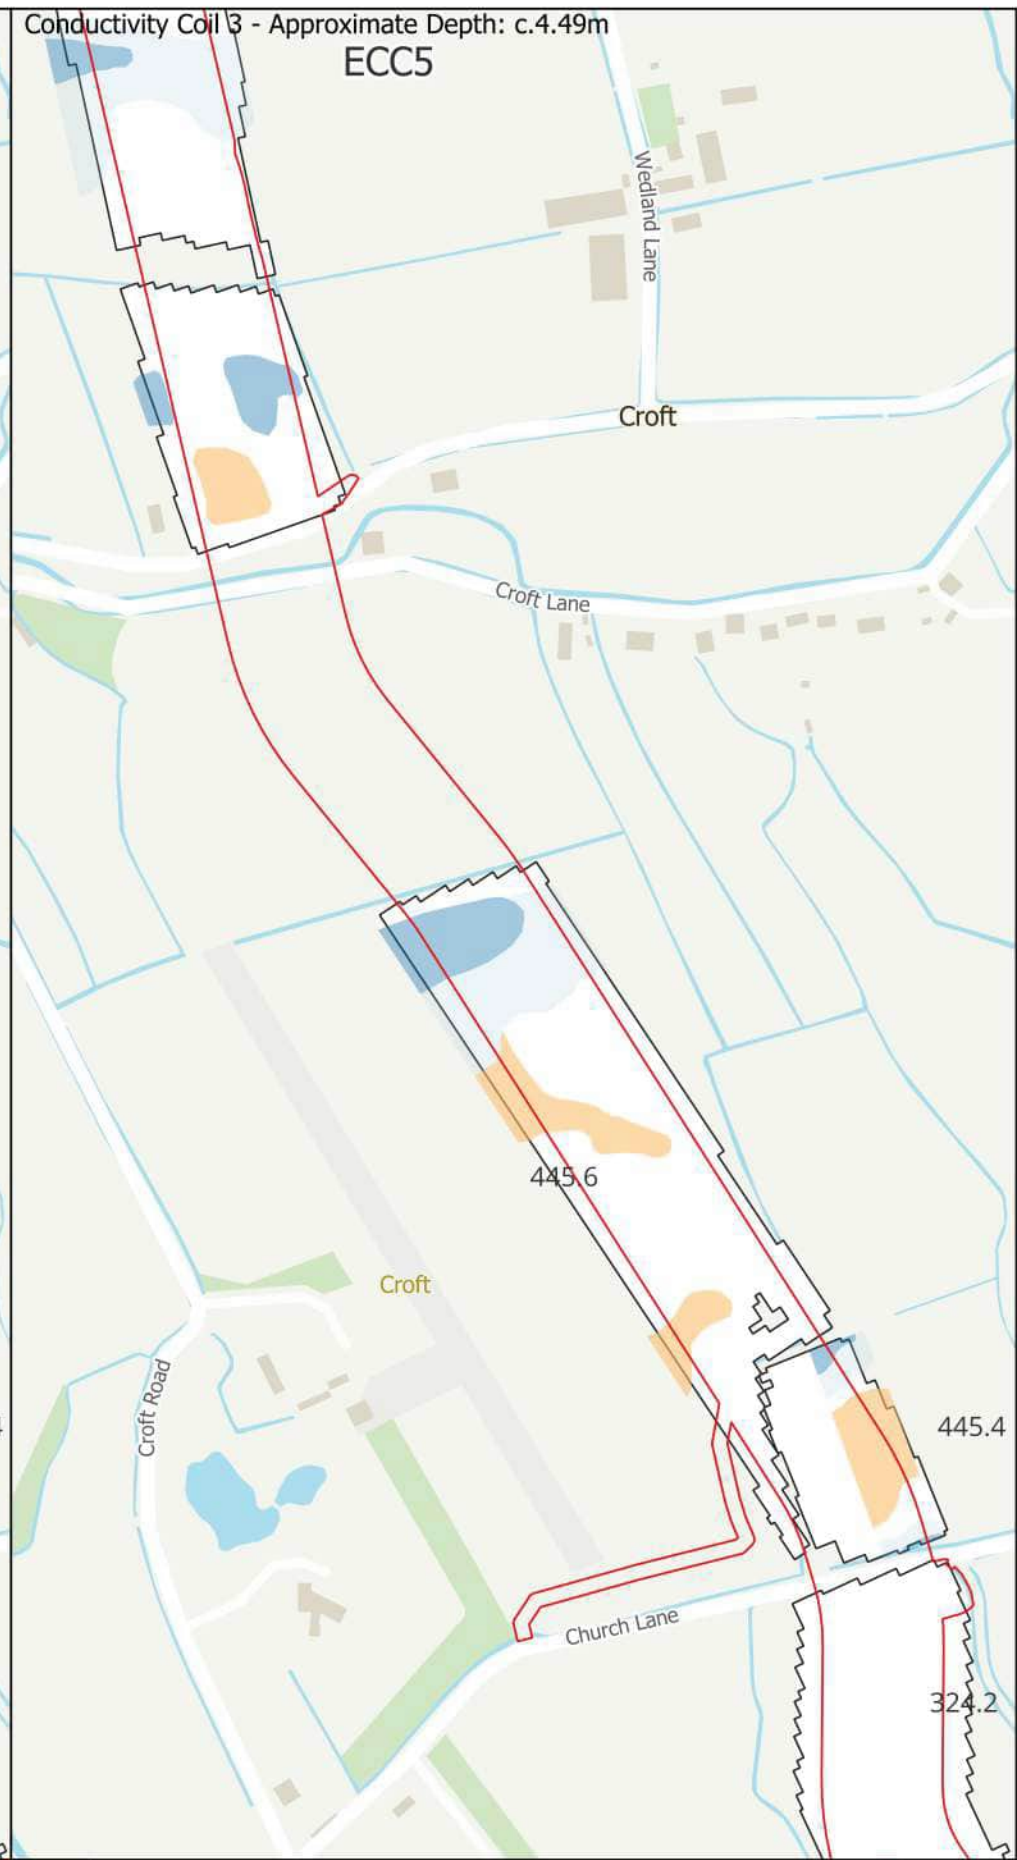 Conductivity Coil 3 - Approximate Depth: c.4.49m
ECC5
Wedland Lane
Croft
Croft Lane
445.6
Croft
Croft Road
445.4
Church Lane
324.2